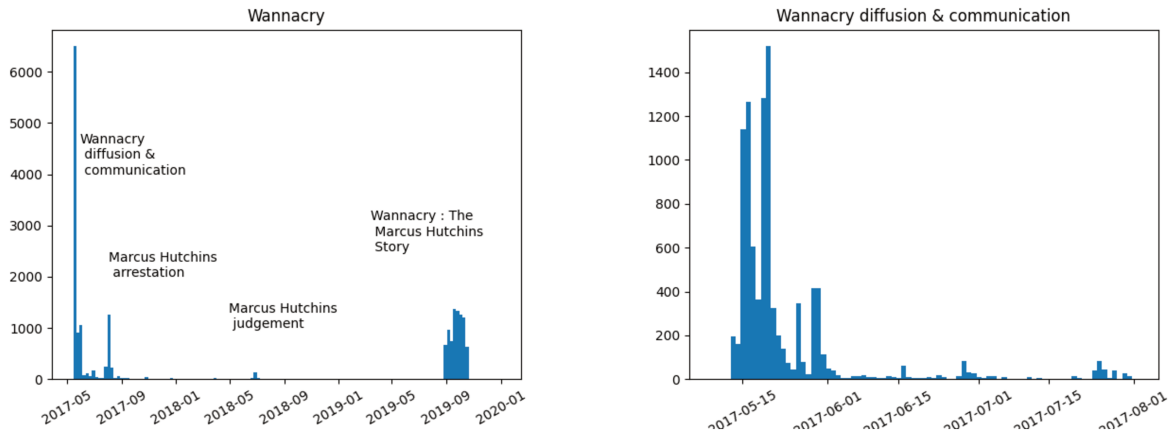 Wannacry
6000
5000
4000
3000
2000
1000
0
Wannacry
diffusion &
communication
Marcus Hutchins
arrestation
Marcus Hutchins
judgement
Wannacry : The
Marcus Hutchins
Story
2017-05
2017-09
2018-01
2018-05
2018-09
2019-01
2019-05
2019-09
2020-01
Wannacry diffusion & communication
1400
1200
1000
800
600
400
200
0
2017-05-15
2017-06-01
2017-06-15
2017-07-01
2017-07-15
2017-08-01